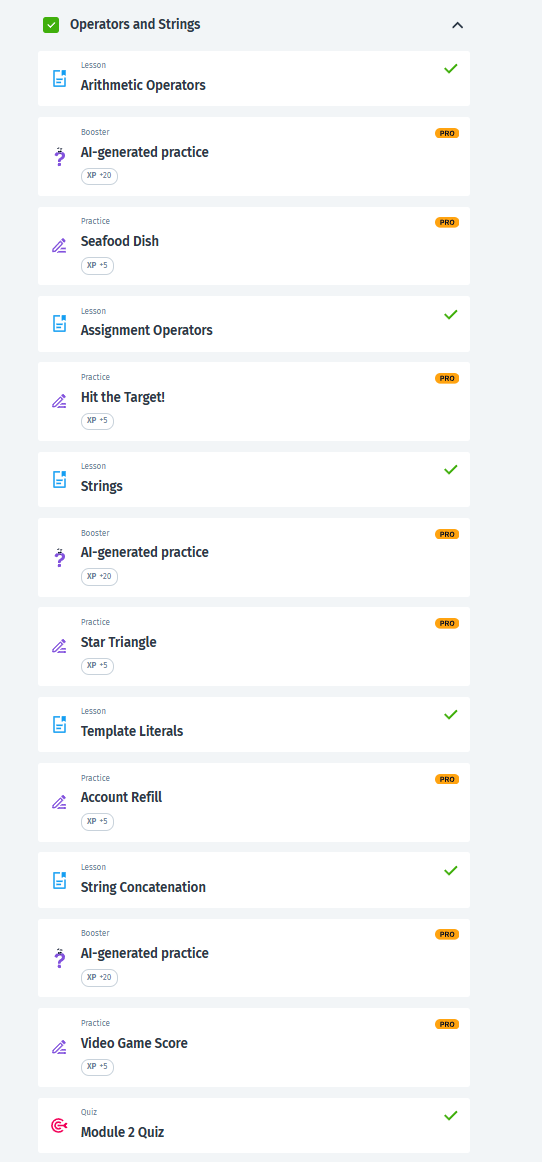 Operators and Strings
Lesson
Arithmetic Operators
Booster
PRO
AI-generated practice
XP +20
Practice
PRO
Seafood Dish
XP +5
Lesson
Assignment Operators
Practice
PRO
Hit the Target!
XP +5
Lesson
Strings
Booster
PRO
AI-generated practice
XP +20
Practice
PRO
Star Triangle
XP +5
Lesson
Template Literals
Practice
PRO
Account Refill
XP +5
Lesson
String Concatenation
Booster
PRO
AI-generated practice
XP +20
Practice
PRO
Video Game Score
XP +5
Quiz
Module 2 Quiz